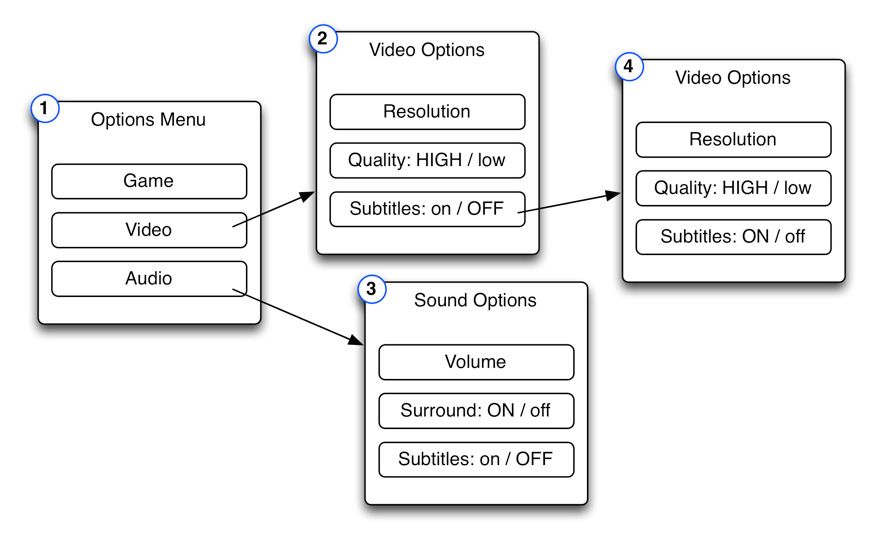 1
Options Menu
Game
Video
Audio
2
Video Options
Resolution
Quality: HIGH / low
Subtitles: on / OFF
3
Sound Options
Volume
Surround: ON / off
Subtitles: on / OFF
4
Video Options
Resolution
Quality: HIGH / low
Subtitles: ON / off